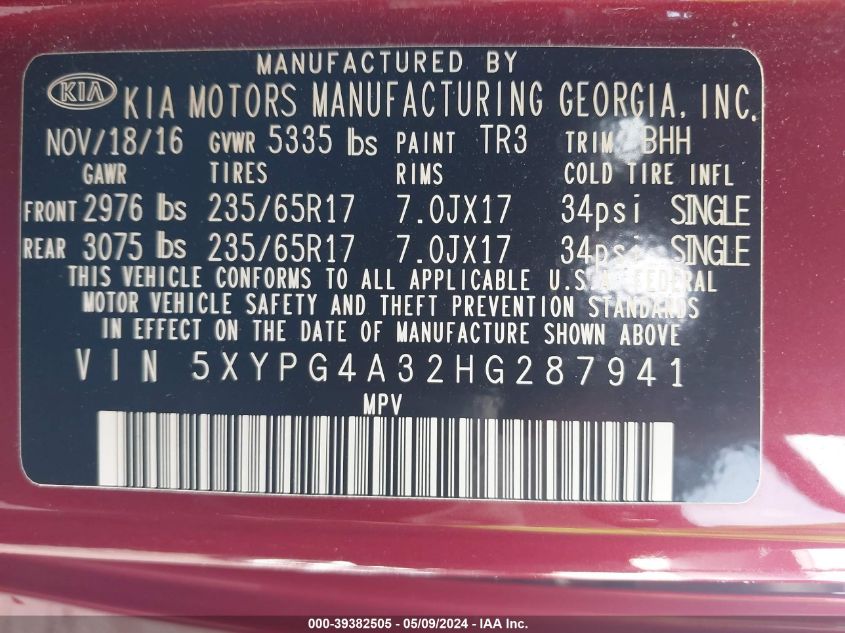 MANUFACTURED BY
KIA KIA MOTORS MANUFACTURING GEORGIA, INC.
NOV/18/16 GVWR 5335 lbs PAINT TR3 TRIM BHH
GAWR TIRES RIMS COLD TIRE INFL
FRONT 2976 lbs 235/65R17 7.0JX17 34psi SINGLE
REAR 3075 lbs 235/65R17 7.0JX17 34psi SINGLE
THIS VEHICLE CONFORMS TO ALL APPLICABLE U.S.A. FEDERAL
MOTOR VEHICLE SAFETY AND THEFT PREVENTION STANDARDS
IN EFFECT ON THE DATE OF MANUFACTURE SHOWN ABOVE
VIN 5XYPG4A32HG287941
MPV
000-39382505 - 05/09/2024 - IAA Inc.